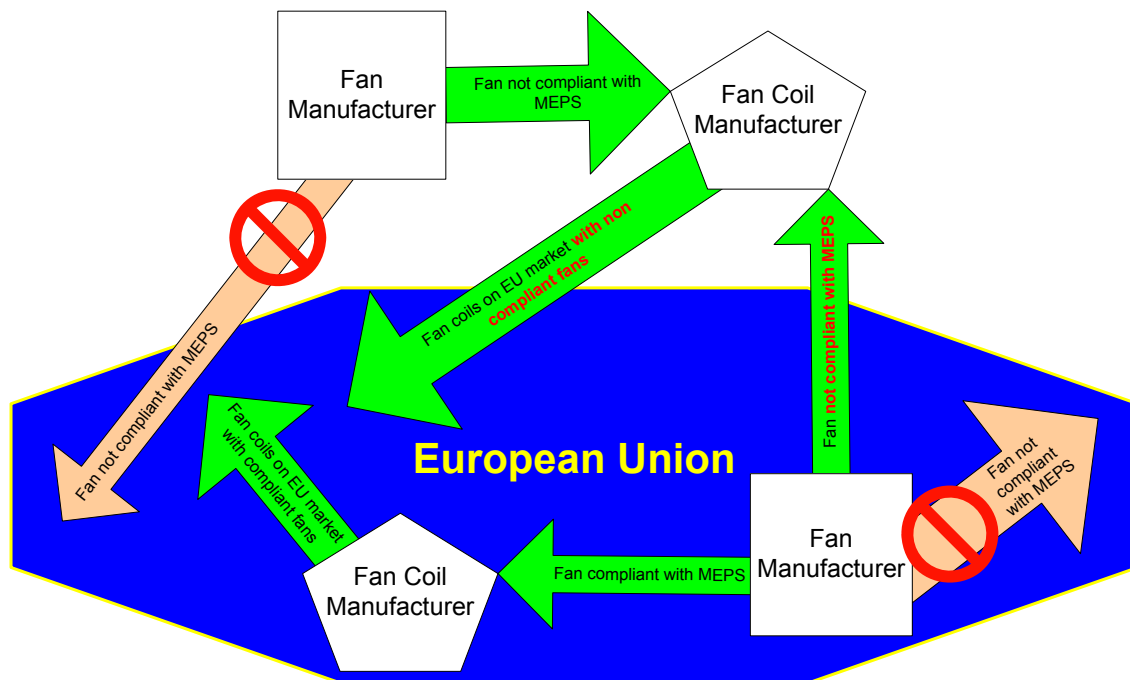 Fan
Manufacturer
Fan not compliant with
MEPS
Fan Coil
Manufacturer
Fan coils on EU market with non
compliant fans
Fan not compliant with MEPS
Fan not compliant with MEPS
Fan coils on EU market
with compliant fans
European Union
Fan not
compliant
with MEPS
Fan Coil
Manufacturer
Fan compliant with MEPS
Fan
Manufacturer